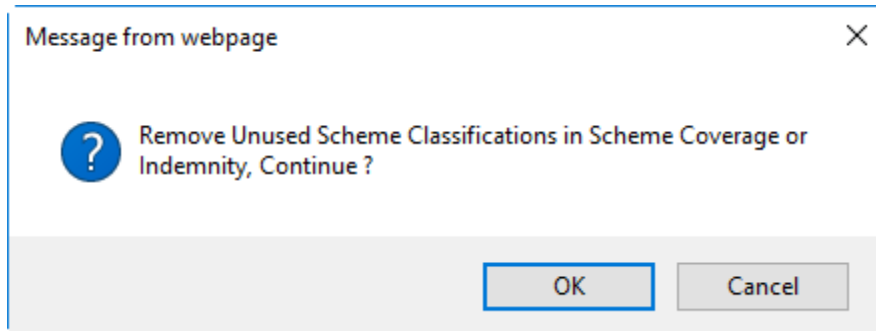 Message from webpage
Remove Unused Scheme Classifications in Scheme Coverage or
Indemnity, Continue ?
OK
Cancel